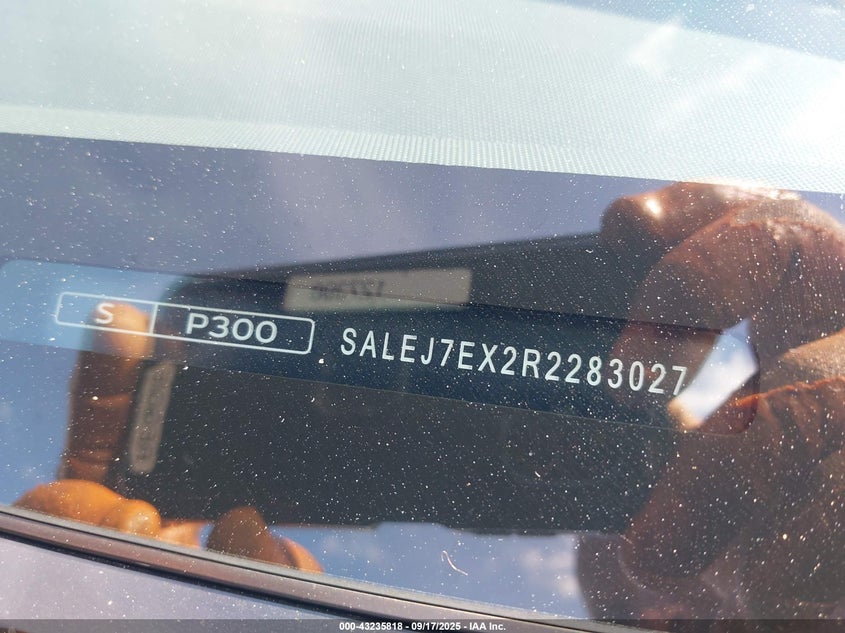 S P300 SALEJ7EX2R2283027
000-43235818 - 09/17/2025 - IAA Inc.